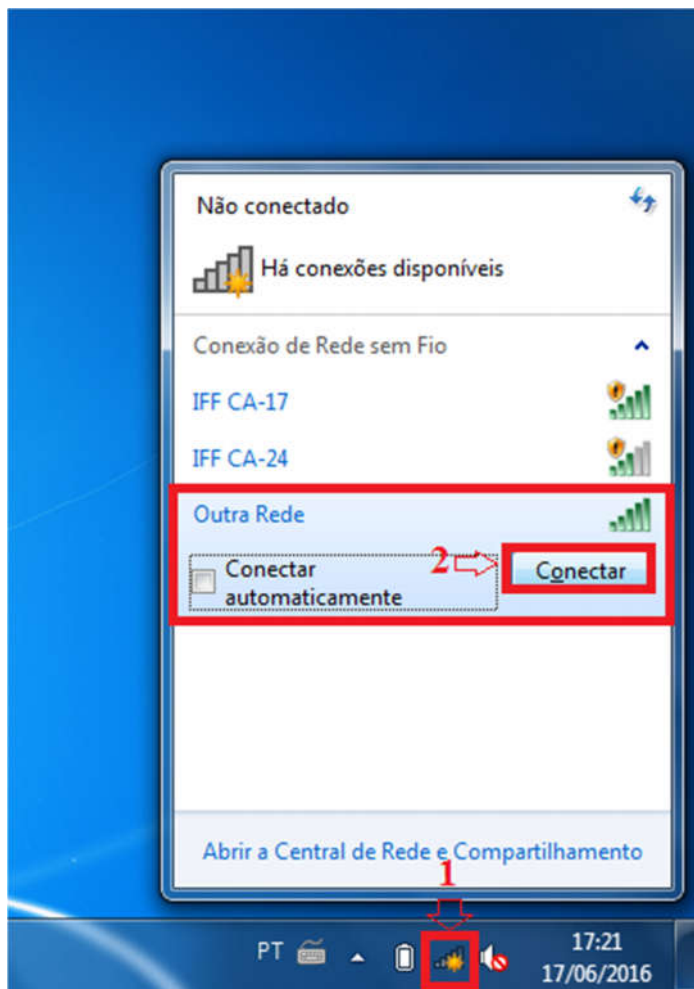 Não conectado
Há conexões disponíveis
Conexão de Rede sem Fio
IFF CA-17
IFF CA-24
Outra Rede
Conectar
automaticamente
2
Conectar
Abrir a Central de Rede e Compartilhamento
1
PT
17:21
17/06/2016